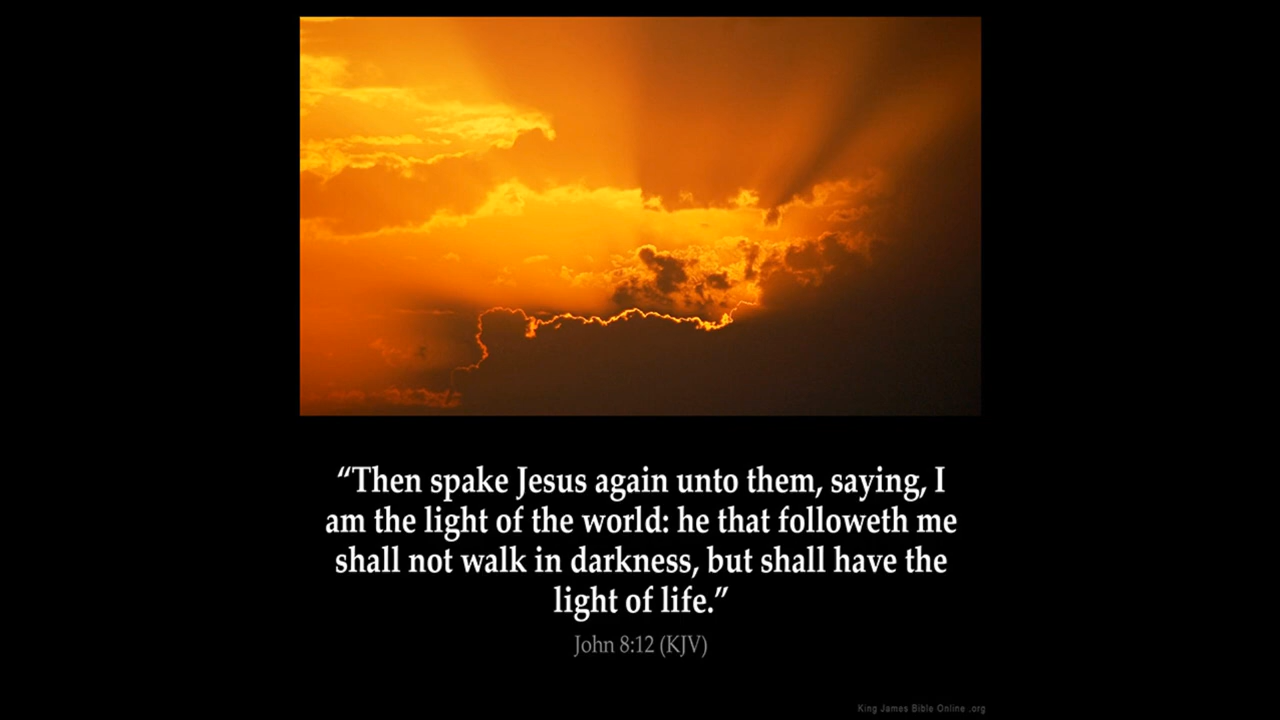 “Then spake Jesus again unto them, saying, I
am the light of the world: he that followeth me
shall not walk in darkness, but shall have the
light of life.”
John 8:12 (KJV)
King James Bible Online .org